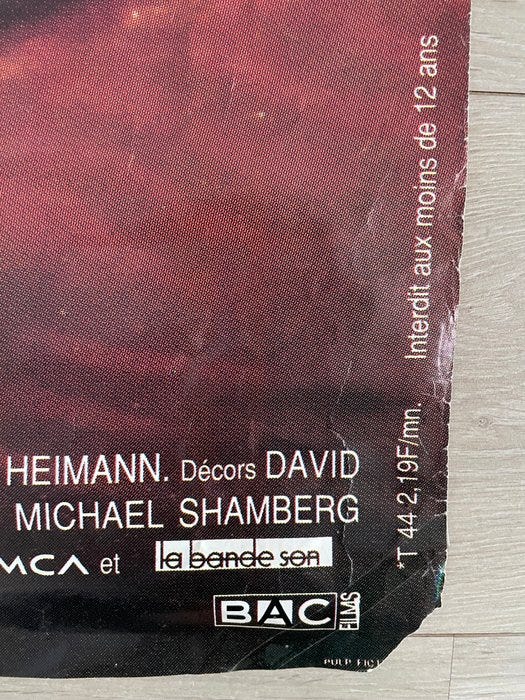 HEIMANN. Décors DAVID
MICHAEL SHAMBERG
MCA et la bande son
BAC FILMS
PULP FICT
*T 44 2,19F/mn. Interdit aux moins de 12 ans